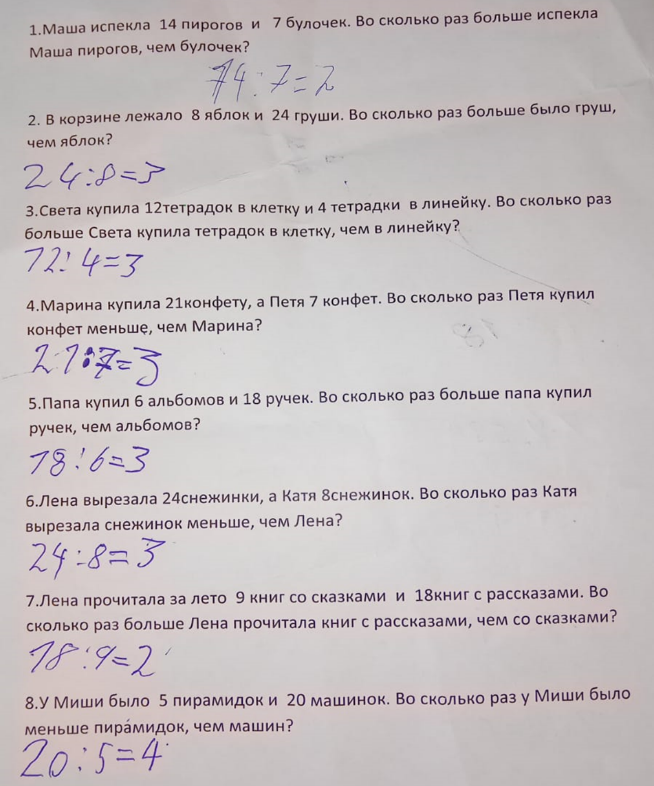 1.Маша испекла 14 пирогов и 7 булочек. Во сколько раз больше испекла
Маша пирогов, чем булочек?
14:7=2
2. В корзине лежало 8 яблок и 24 груши. Во сколько раз больше было груш,
чем яблок?
24:8=3
3.Света купила 12тетрадок в клетку и 4 тетрадки в линейку. Во сколько раз
больше Света купила тетрадок в клетку, чем в линейку?
12:4=3
4.Марина купила 21конфету, а Петя 7 конфет. Во сколько раз Петя купил
конфет меньше, чем Марина?
21:7=3
5.Папа купил 6 альбомов и 18 ручек. Во сколько раз больше папа купил
ручек, чем альбомов?
18:6=3
6.Лена вырезала 24снежинки, а Катя 8снежинок. Во сколько раз Катя
вырезала снежинок меньше, чем Лена?
24:8=3
7.Лена прочитала за лето 9 книг со сказками и 18книг с рассказами. Во
сколько раз больше Лена прочитала книг с рассказами, чем со сказками?
18:9=2
8.У Миши было 5 пирамидок и 20 машинок. Во сколько раз у Миши было
меньше пирамидок, чем машин?
20:5=4